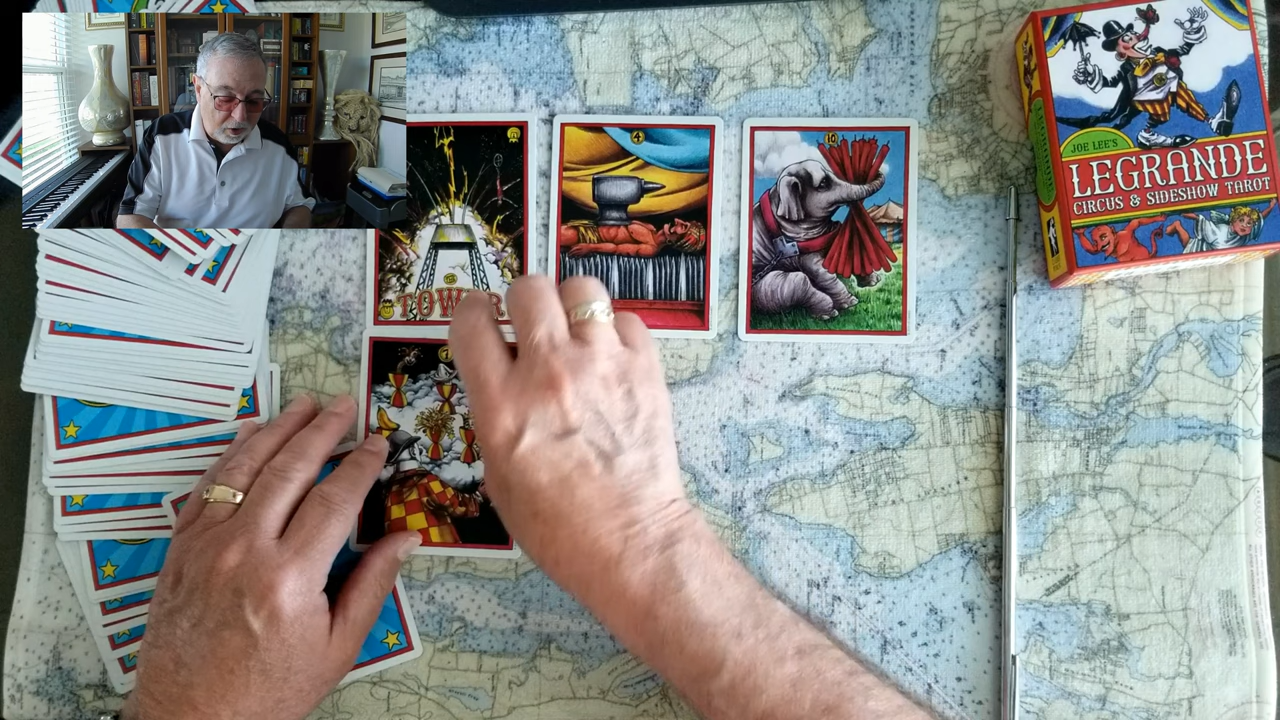 TOWER
4
10
JOE LEE'S
LEGRANDE
CIRCUS & SIDESHOW TAROT